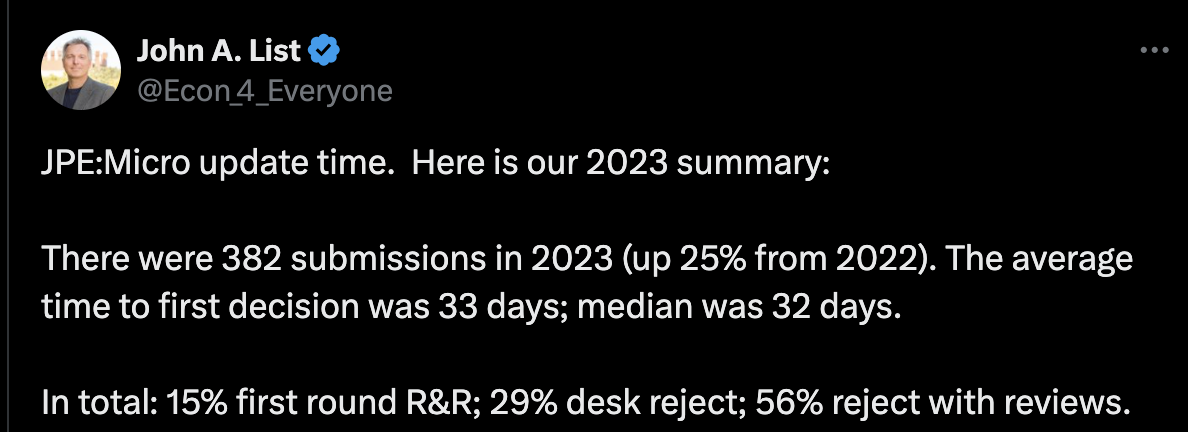 John A. List
@Econ_4_Everyone
JPE:Micro update time.  Here is our 2023 summary:
There were 382 submissions in 2023 (up 25% from 2022). The average
time to first decision was 33 days; median was 32 days.
In total: 15% first round R&R; 29% desk reject; 56% reject with reviews.